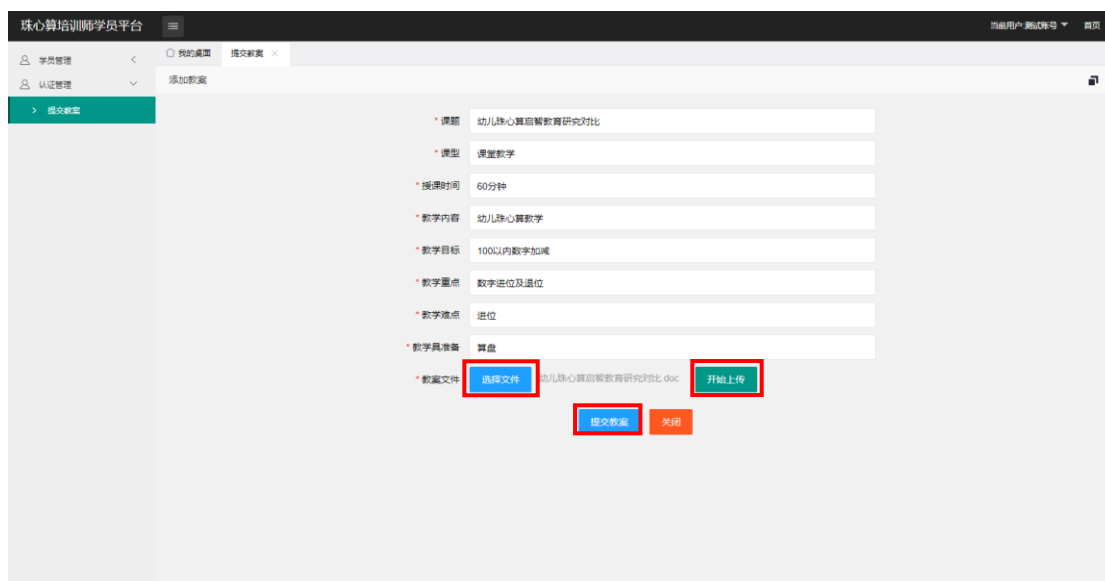 珠心算培训师学员平台
当前用户:测试账号 首页
学员管理
我的桌面 提交教案
认证管理
添加教案
提交教案
*课题 幼儿珠心算启智教育研究对比
*课型 课堂教学
*授课时间 60分钟
*教学内容 幼儿珠心算教学
*教学目标 100以内数字加减
*教学重点 数字进位及退位
*教学难点 进位
*教学具准备 算盘
*教案文件 选择文件 幼儿珠心算启智教育研究对比.doc 开始上传
提交教案 关闭